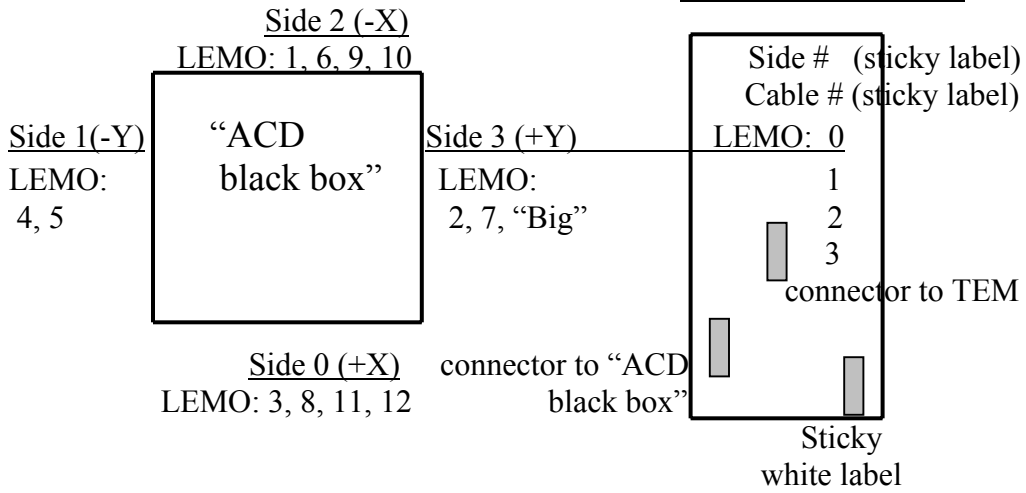 Side 2 (-X)
LEMO: 1, 6, 9, 10
Side 1(-Y)
LEMO:
4, 5
“ACD
black box”
Side 3 (+Y)
LEMO:
2, 7, “Big”
Side 0 (+X)
LEMO: 3, 8, 11, 12
Side # (sticky label)
Cable # (sticky label)
LEMO: 0
1
2
3
connector to TEM
connector to “ACD
black box”
Sticky
white label